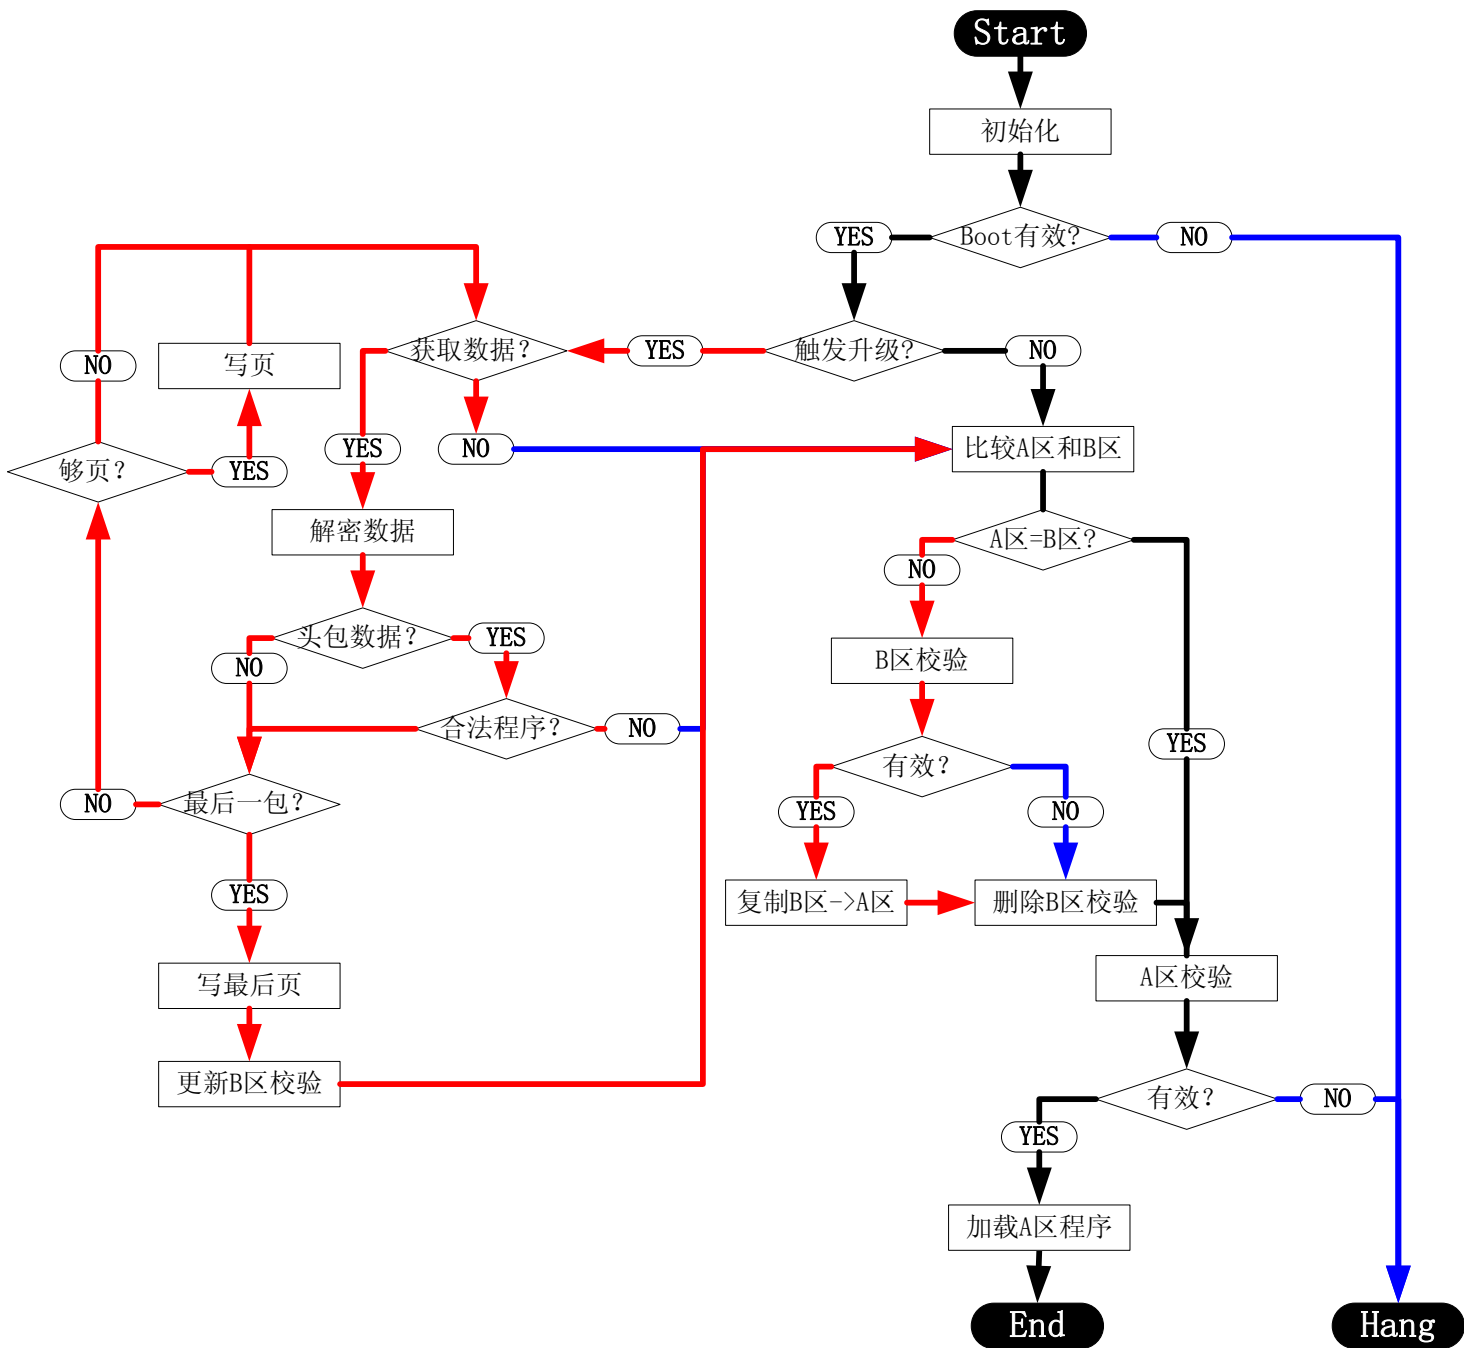 Start
初始化
Boot有效?
YES
NO
触发升级?
YES
NO
获取数据?
YES
NO
写页
NO
够页?
YES
比较A区和B区
解密数据
A区=B区?
NO
YES
头包数据?
YES
NO
B区校验
合法程序?
NO
有效?
YES
NO
最后一包?
NO
YES
复制B区->A区
删除B区校验
写最后页
A区校验
更新B区校验
有效?
NO
YES
加载A区程序
End
Hang